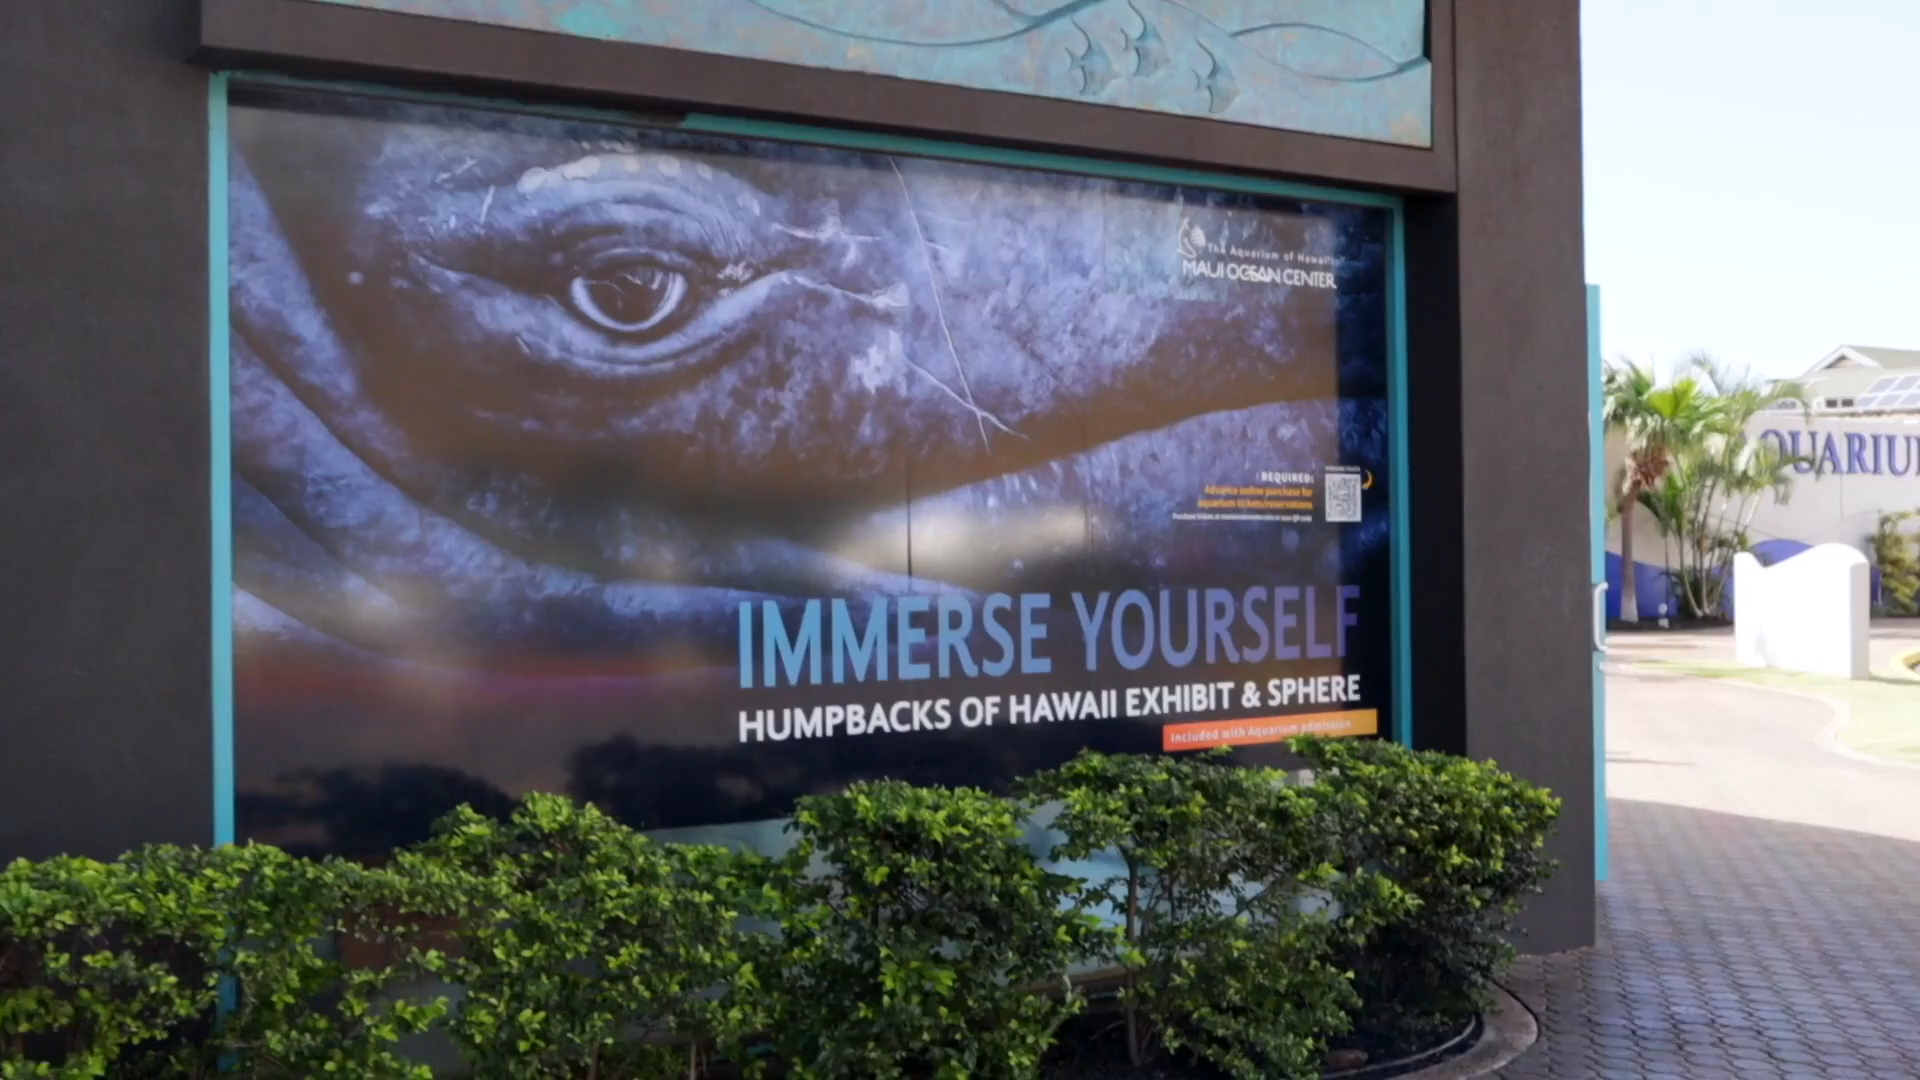 The Aquarium of Hawai'i
MAUI OCEAN CENTER
REQUIRED:
Advance online purchase for
aquarium tickets/reservations
IMMERSE YOURSELF
HUMPBACKS OF HAWAII EXHIBIT & SPHERE
Included with Aquarium admission
QUARIU